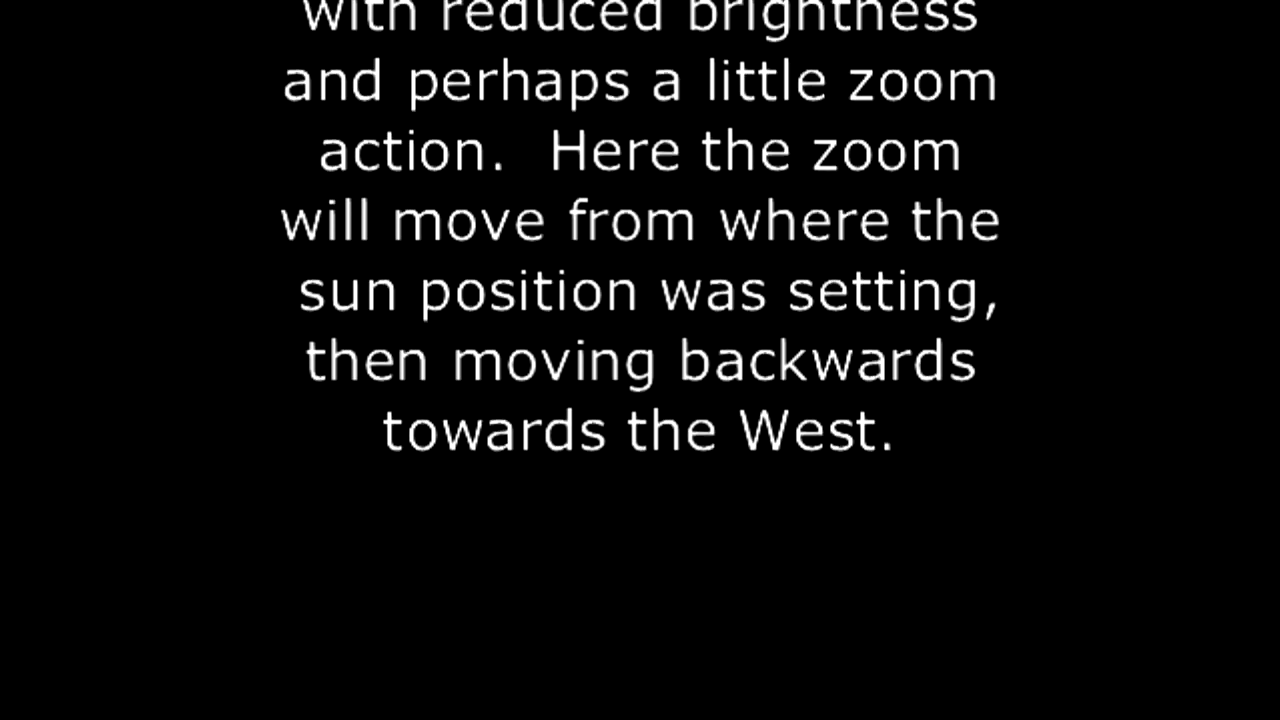 with reduced brightness
and perhaps a little zoom
action.  Here the zoom
will move from where the
sun position was setting,
then moving backwards
towards the West.